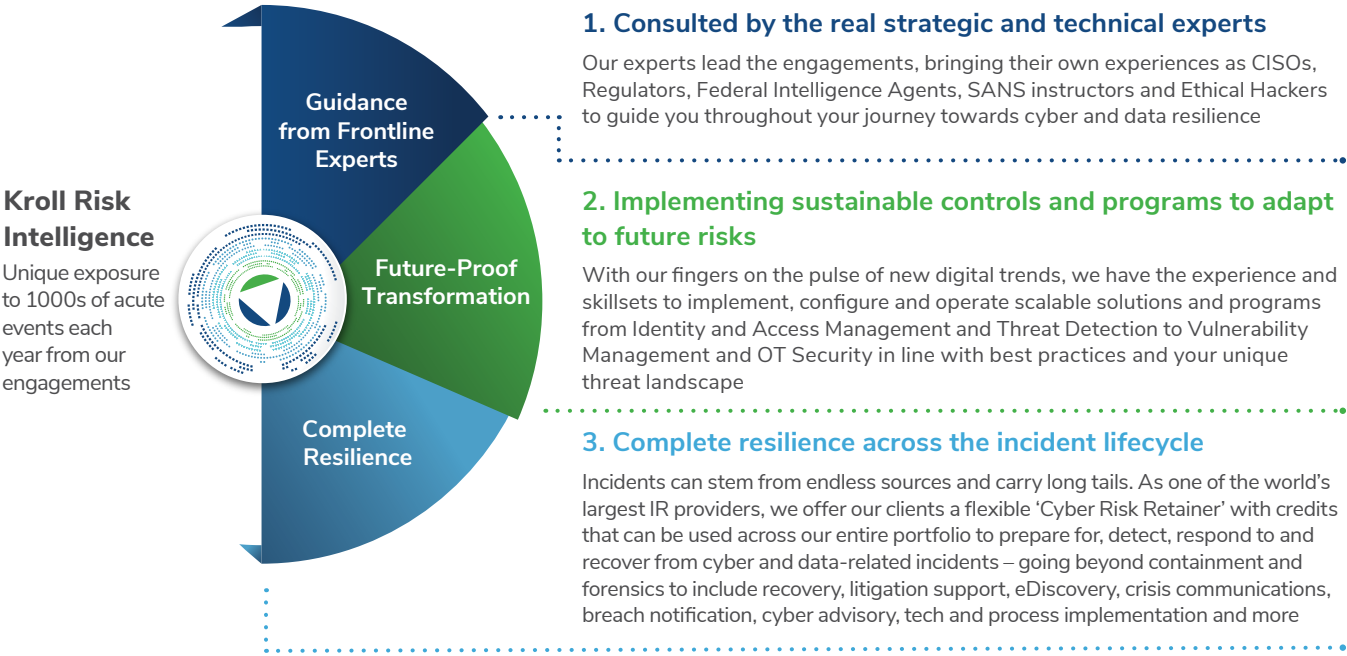 Kroll Risk
Intelligence
Unique exposure
to 1000s of acute
events each
year from our
engagements
Guidance
from Frontline
Experts
Future-Proof
Transformation
Complete
Resilience
1. Consulted by the real strategic and technical experts
Our experts lead the engagements, bringing their own experiences as CISOs,
Regulators, Federal Intelligence Agents, SANS instructors and Ethical Hackers
to guide you throughout your journey towards cyber and data resilience
2. Implementing sustainable controls and programs to adapt
to future risks
With our fingers on the pulse of new digital trends, we have the experience and
skillsets to implement, configure and operate scalable solutions and programs
from Identity and Access Management and Threat Detection to Vulnerability
Management and OT Security in line with best practices and your unique
threat landscape
3. Complete resilience across the incident lifecycle
Incidents can stem from endless sources and carry long tails. As one of the world’s
largest IR providers, we offer our clients a flexible ‘Cyber Risk Retainer’ with credits
that can be used across our entire portfolio to prepare for, detect, respond to and
recover from cyber and data-related incidents – going beyond containment and
forensics to include recovery, litigation support, eDiscovery, crisis communications,
breach notification, cyber advisory, tech and process implementation and more